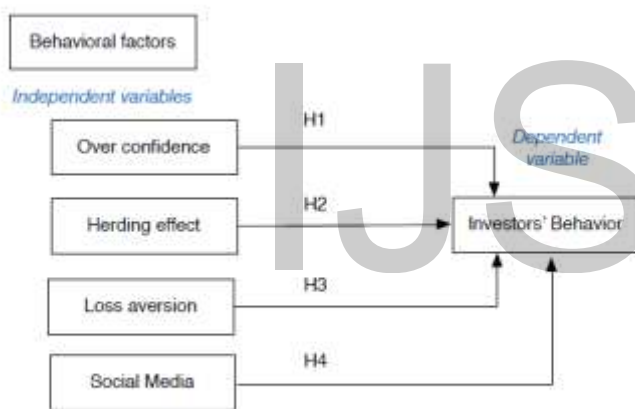 Behavioral factors
Independent variables
H1
Over confidence
Dependent
variable
H2
Herding effect
Investors' Behavior
H3
Loss aversion
H4
Social Media
IJS